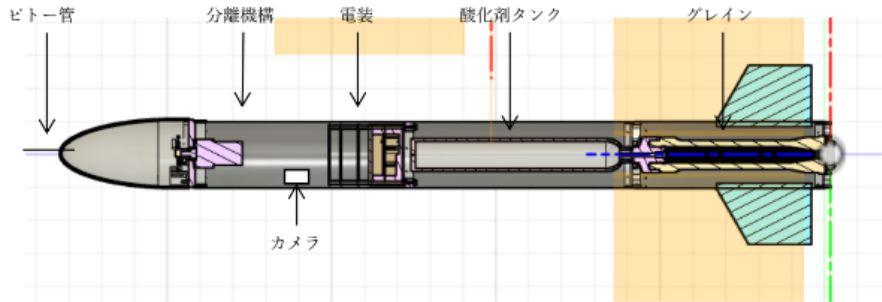 ピトー管
分離機構
電装
酸化剤タンク
グレイン
カメラ